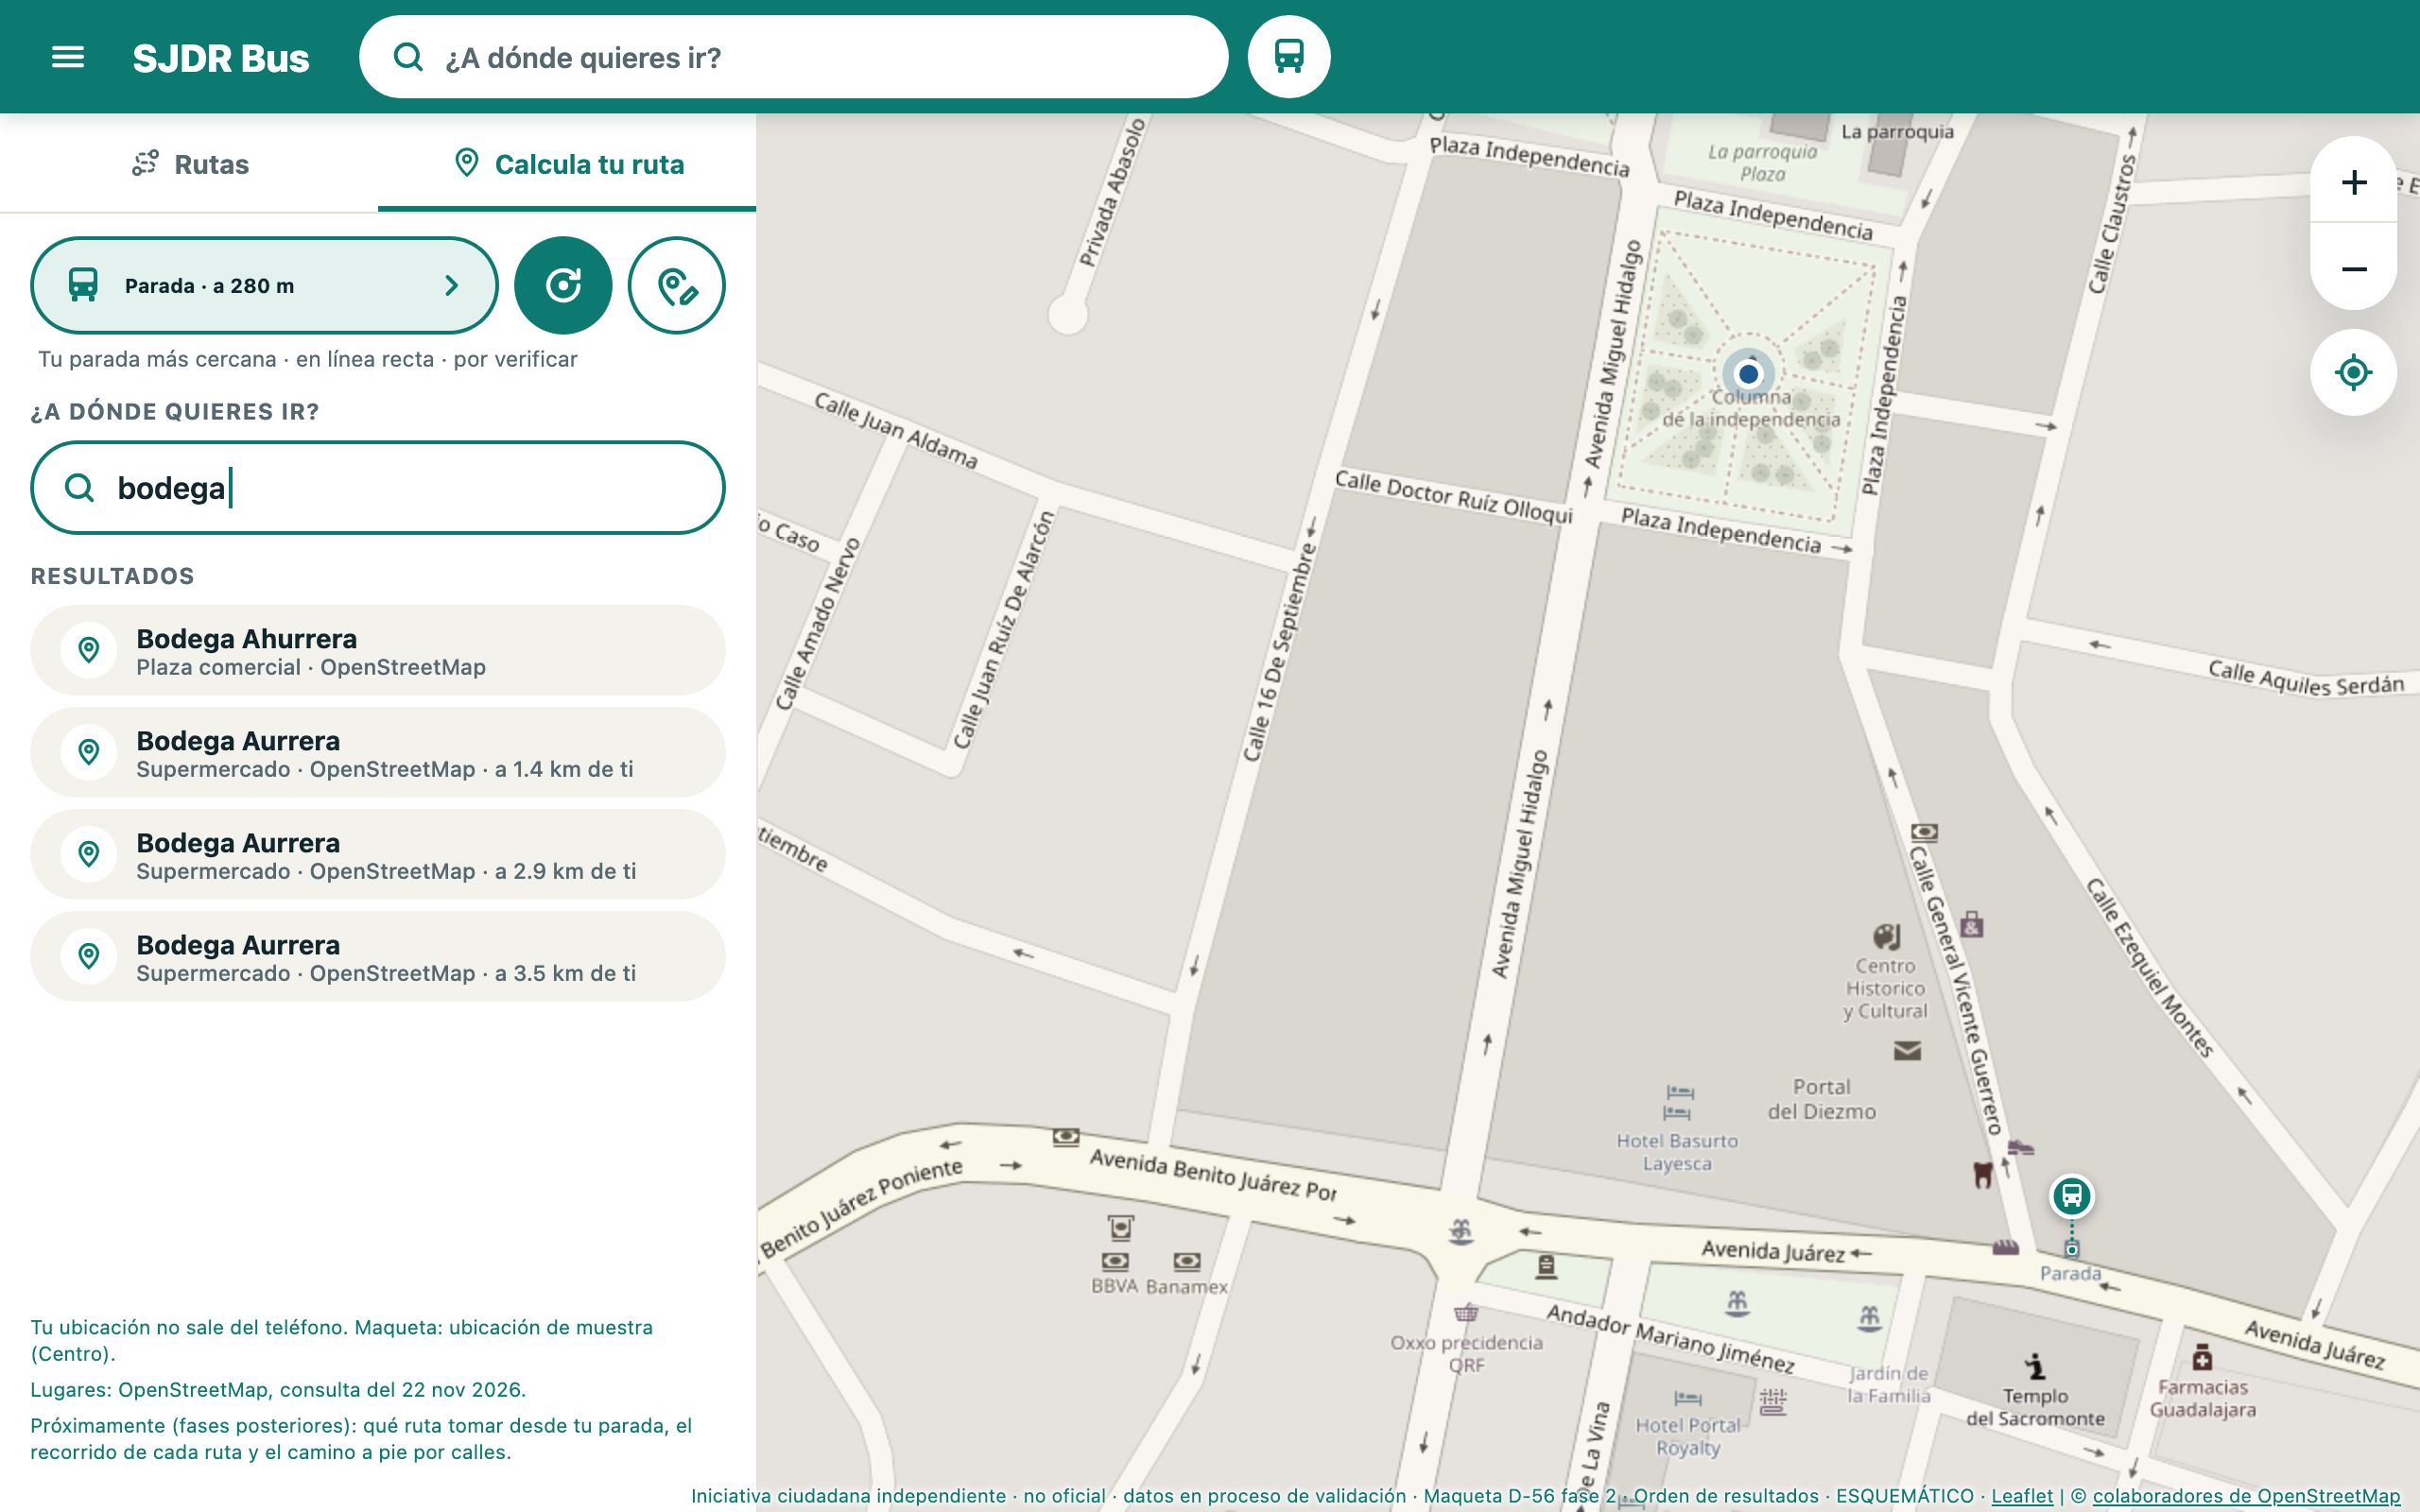 SJDR Bus
¿A dónde quieres ir?
Rutas
Calcula tu ruta
Parada · a 280 m
Tu parada más cercana · en línea recta · por verificar
¿A DÓNDE QUIERES IR?
bodega
RESULTADOS
Bodega Ahurrera
Plaza comercial · OpenStreetMap
Bodega Aurrera
Supermercado · OpenStreetMap · a 1.4 km de ti
Bodega Aurrera
Supermercado · OpenStreetMap · a 2.9 km de ti
Bodega Aurrera
Supermercado · OpenStreetMap · a 3.5 km de ti
Tu ubicación no sale del teléfono. Maqueta: ubicación de muestra
(Centro).
Lugares: OpenStreetMap, consulta del 22 nov 2026.
Próximamente (fases posteriores): qué ruta tomar desde tu parada, el
recorrido de cada ruta y el camino a pie por calles.
Privada Abasolo
Plaza Independencia
La parroquia
Plaza
La parroquia
Plaza Independencia
Calle Claustros
+
−
Avenida Miguel Hidalgo
Plaza Independencia
Columna
de la independencia
Calle Juan Aldama
Calle Doctor Ruíz Olloqui
Plaza Independencia
io Caso
Calle Amado Nervo
Calle Juan Ruíz De Alarcón
Calle 16 De Septiembre
Calle Aquiles Serdán
tiembre
Avenida Miguel Hidalgo
Calle General Vicente Guerrero
Calle Ezequiel Montes
Centro
Historico
y Cultural
Portal
del Diezmo
Hotel Basurto
Layesca
Benito Juárez Poniente
Avenida Benito Juárez Por
Avenida Juárez
Parada
BBVA
Banamex
Oxxo precidencia
QRF
Andador Mariano Jiménez
Jardín de
la Familia
Templo
del Sacromonte
Farmacias
Guadalajara
Avenida Juárez
Hotel Portal
Royalty
e La Vina
Iniciativa ciudadana independiente · no oficial · datos en proceso de validación · Maqueta D-56 fase 2 · Orden de resultados · ESQUEMÁTICO · Leaflet | © colaboradores de OpenStreetMap